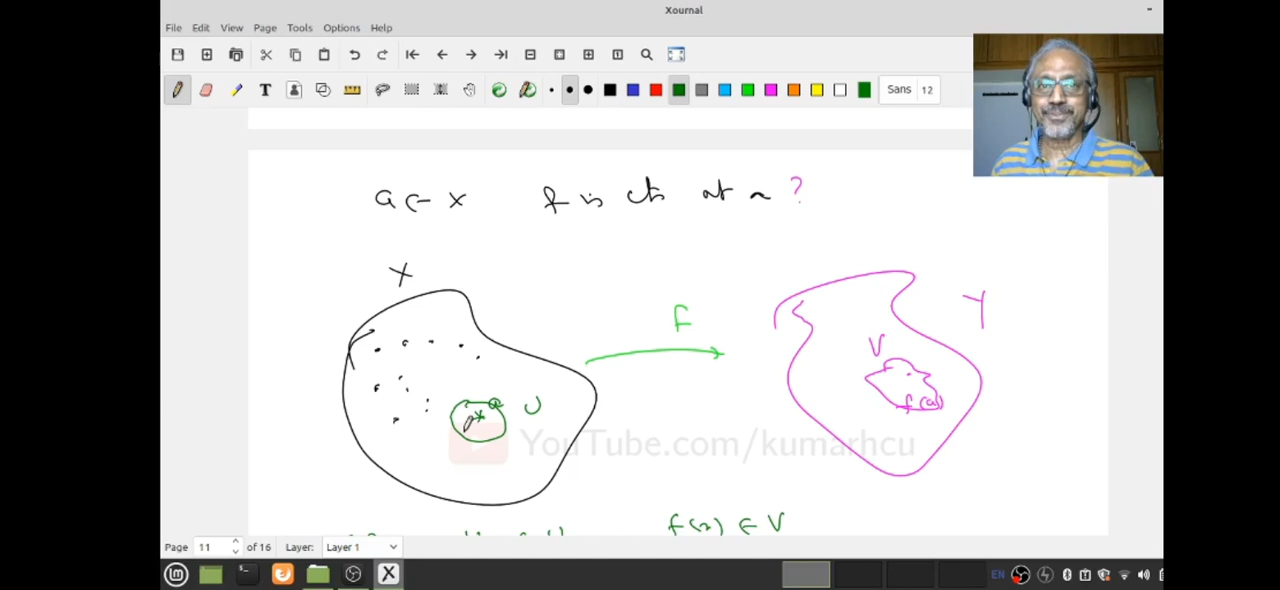 Xournal
File Edit View Page Tools Options Help
Sans 12
a ∈ X f is cts at a ?
X
f
Y
V
f(a)
a U
YouTube.com/kumarhcu
f(x) ∈ V
Page 11 of 16 Layer: Layer 1
EN